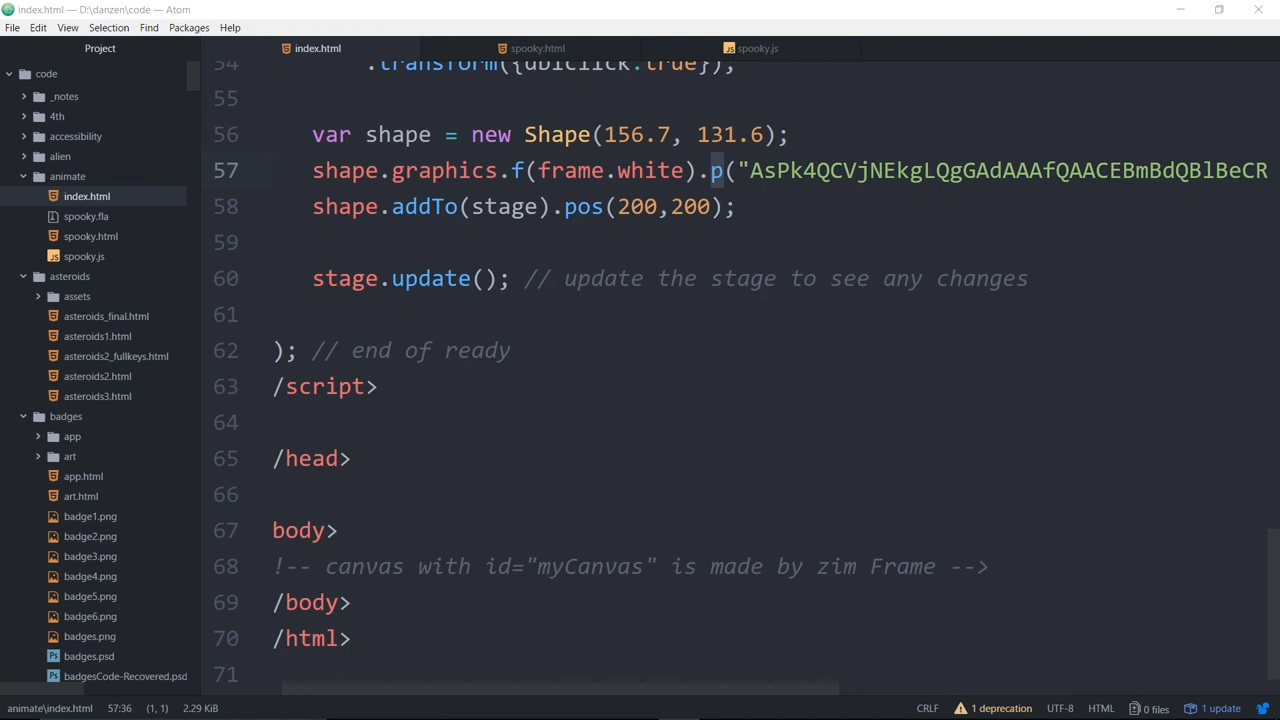 index.html — D:\danzen\code — Atom
File Edit View Selection Find Packages Help
Project
index.html
spooky.html
spooky.js
code
_notes
4th
accessibility
alien
animate
index.html
spooky.fla
spooky.html
spooky.js
asteroids
assets
asteroids_final.html
asteroids1.html
asteroids2_fullkeys.html
asteroids2.html
asteroids3.html
badges
app
art
app.html
art.html
badge1.png
badge2.png
badge3.png
badge4.png
badge5.png
badge6.png
badges.png
badges.psd
badgesCode-Recovered.psd
54 .transform({dblclick:true});
55
56 var shape = new Shape(156.7, 131.6);
57 shape.graphics.f(frame.white).p("AsPk4QCVjNEkgLQgGAdAAAfQAACEBmBdQBlBeCR
58 shape.addTo(stage).pos(200,200);
59
60 stage.update(); // update the stage to see any changes
61
62 ); // end of ready
63 /script>
64
65 /head>
66
67 body>
68 !-- canvas with id="myCanvas" is made by zim Frame -->
69 /body>
70 /html>
71
animate\index.html 57:36 (1, 1) 2.29 KiB CRLF 1 deprecation UTF-8 HTML 0 files 1 update